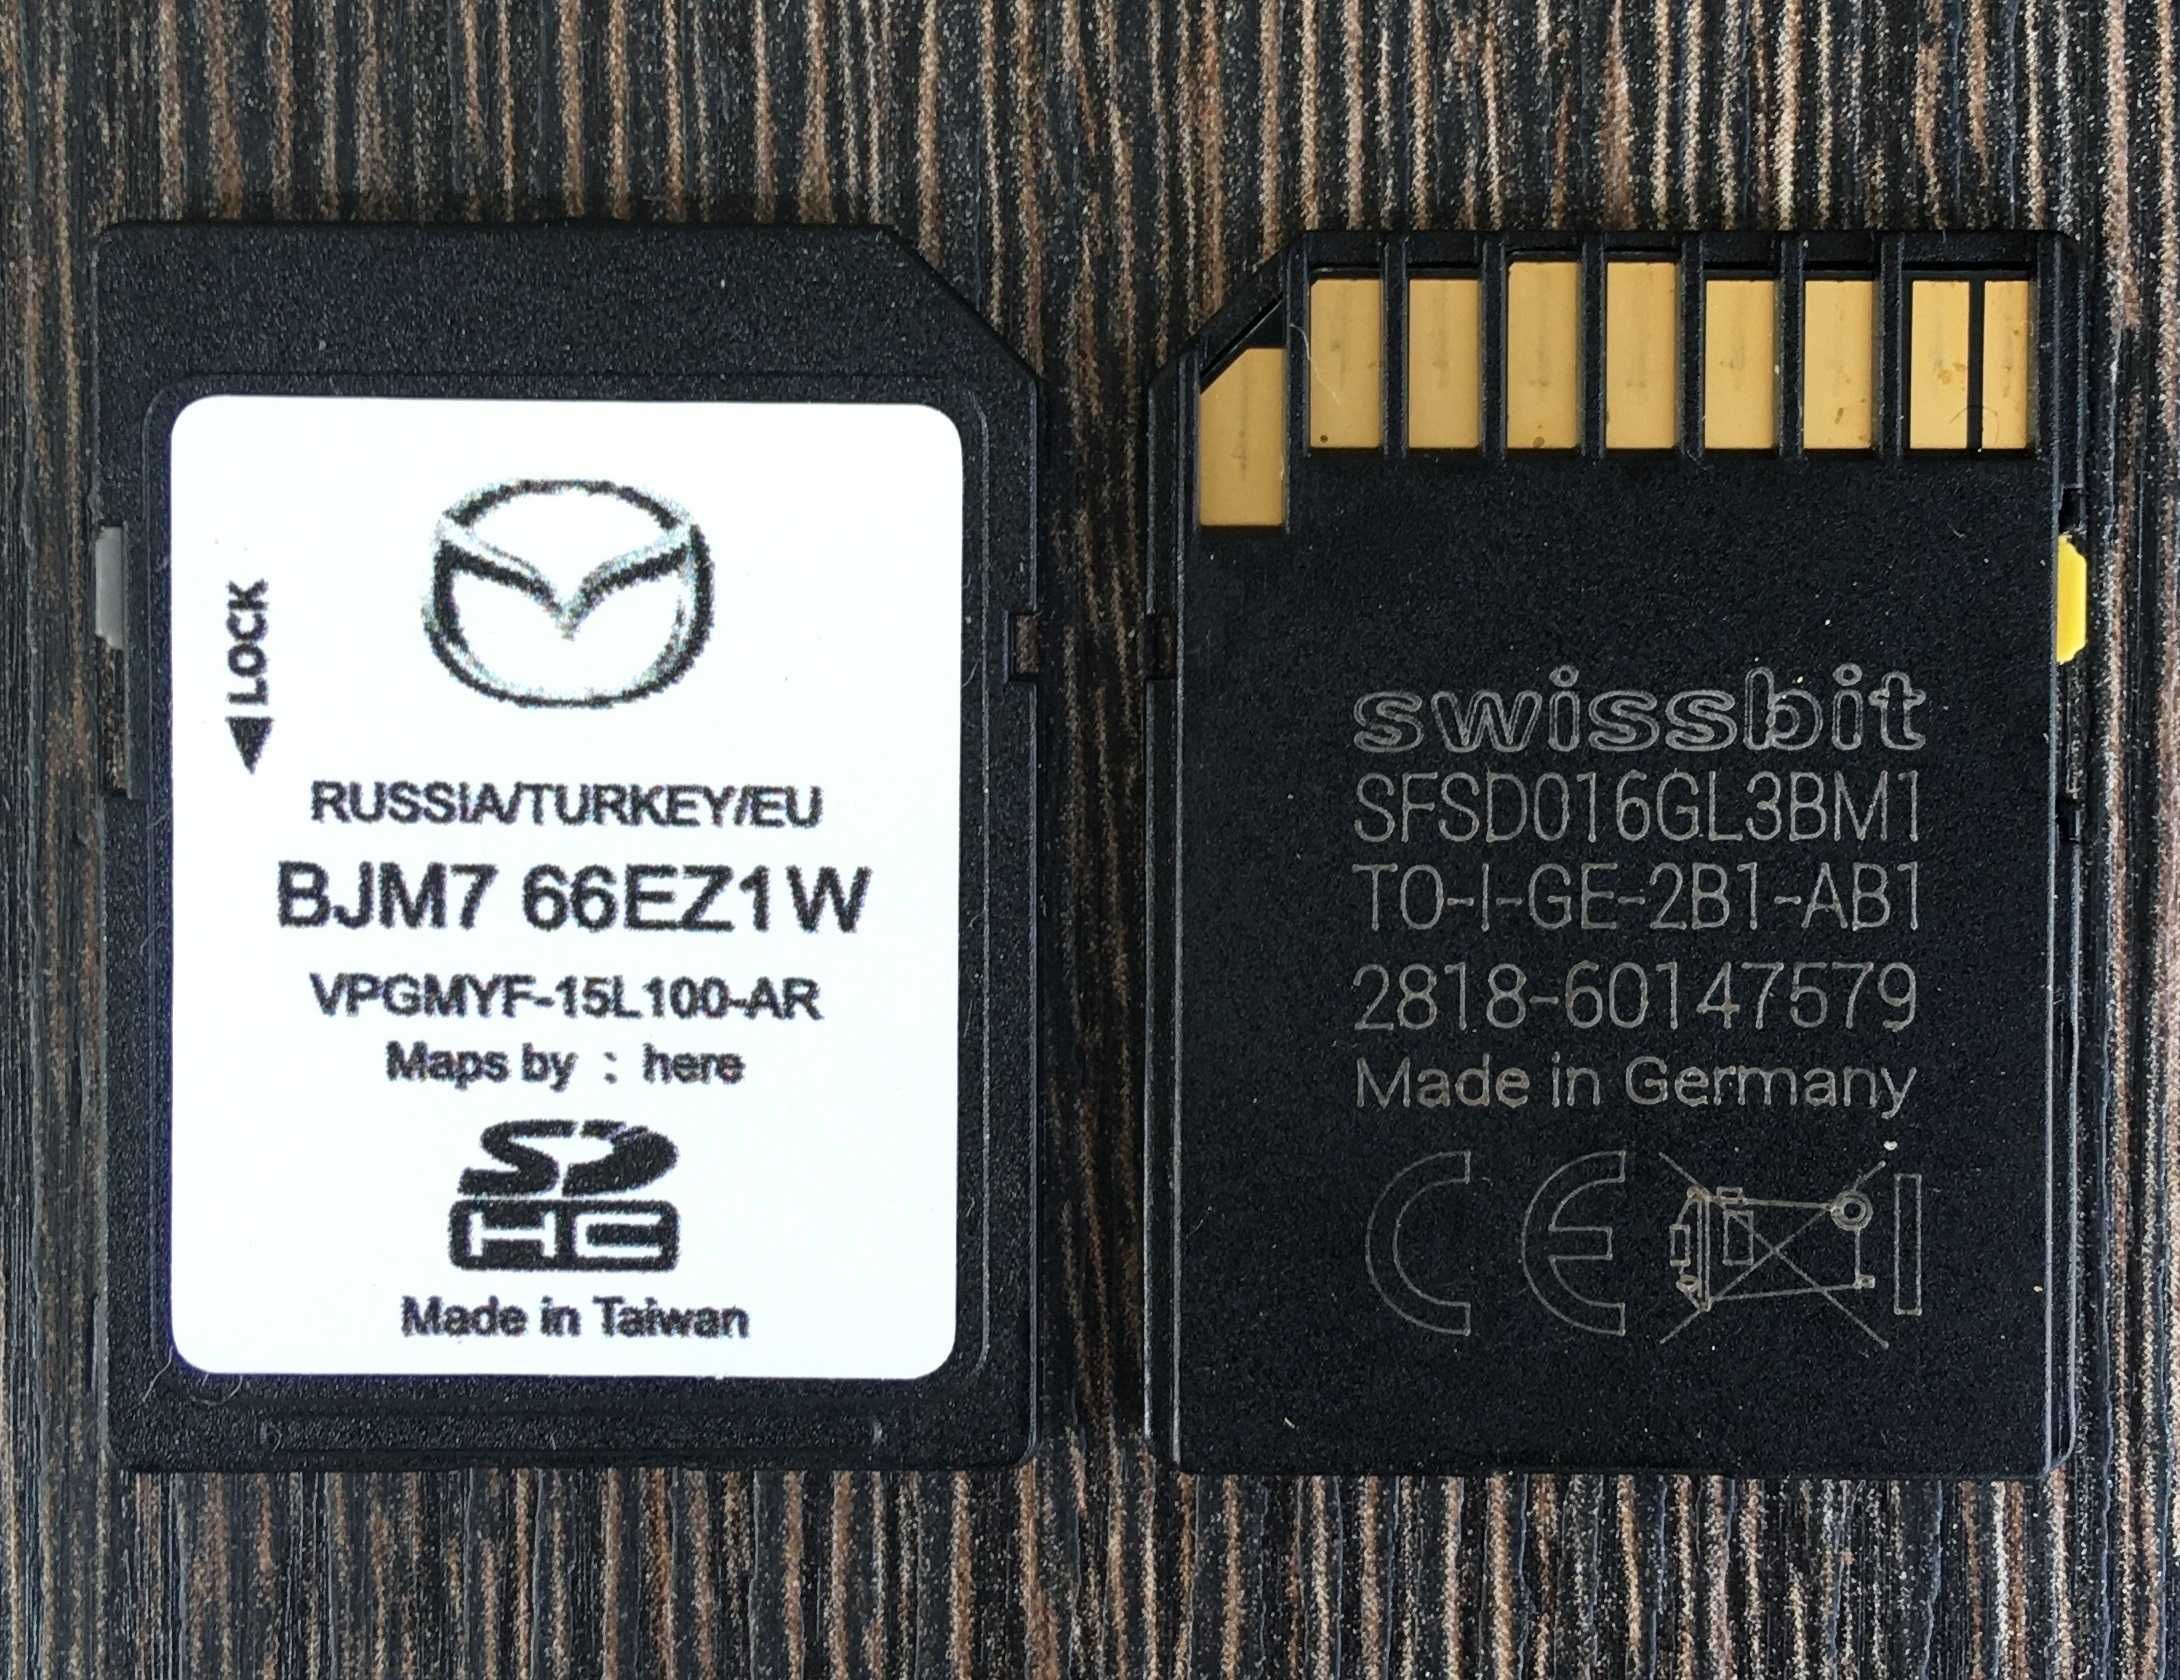 LOCK
RUSSIA/TURKEY/EU
BJM7 66EZ1W
VPGMYF-15L100-AR
Maps by : here
SD
HC
Made in Taiwan
swissbit
SFSD016GL3BM1
TO-I-GE-2B1-AB1
2818-60147579
Made in Germany
CE